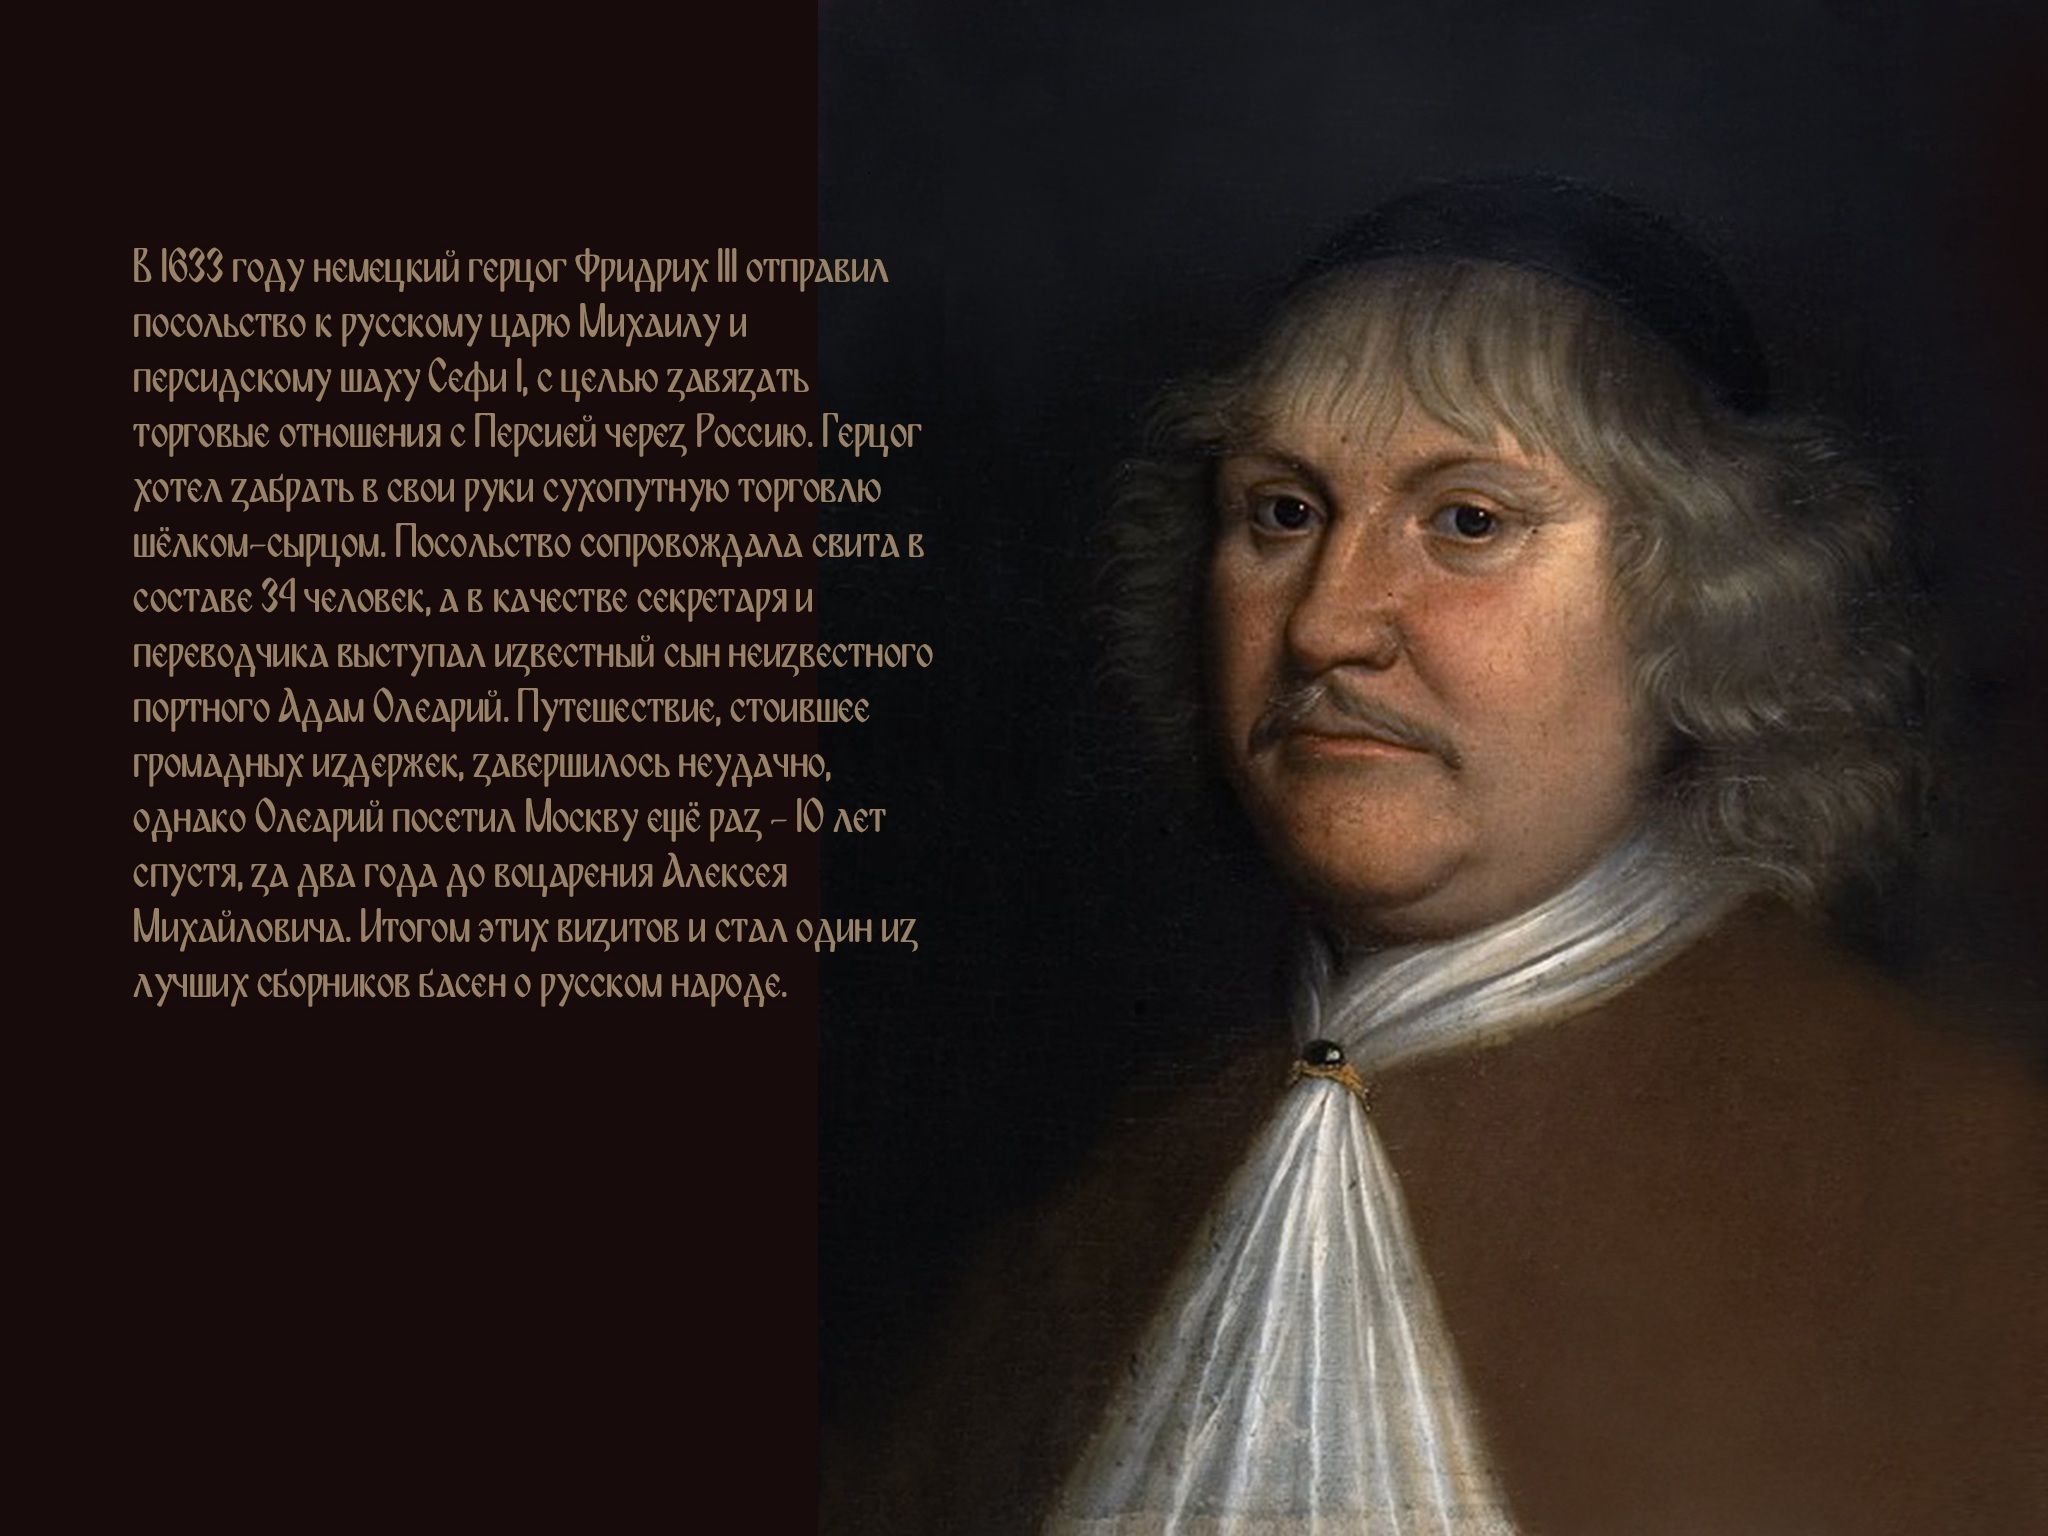 В 1633 году немецкий герцог Фридрих III отправил
посольство к русскому царю Михаилу и
персидскому шаху Сефи I, с целью завязать
торговые отношения с Персией через Россию. Герцог
хотел забрать в свои руки сухопутную торговлю
шёлком-сырцом. Посольство сопровождала свита в
составе 34 человек, а в качестве секретаря и
переводчика выступал известный сын неизвестного
портного Адам Олеарий. Путешествие, стоившее
громадных издержек, завершилось неудачно,
однако Олеарий посетил Москву ещё раз - 10 лет
спустя, за два года до воцарения Алексея
Михайловича. Итогом этих визитов и стал один из
лучших сборников басен о русском народе.